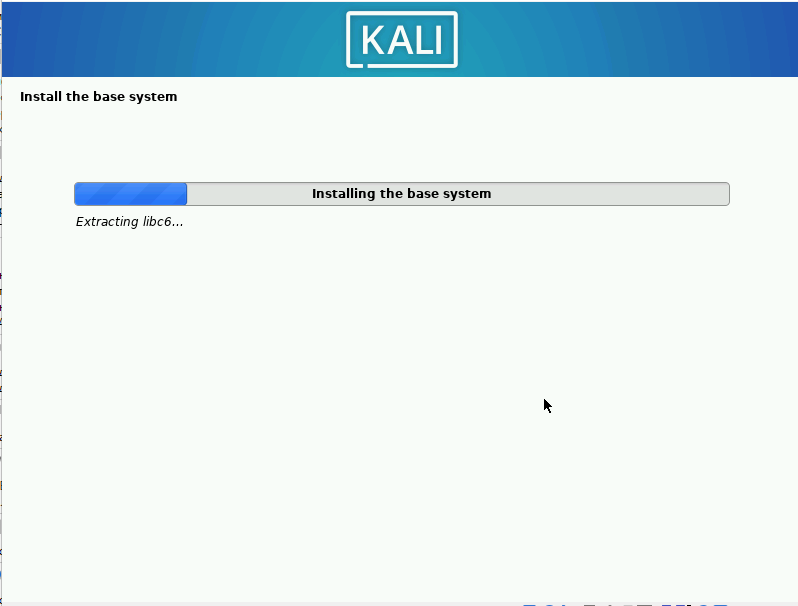 KALI
Install the base system
Installing the base system
Extracting libc6...